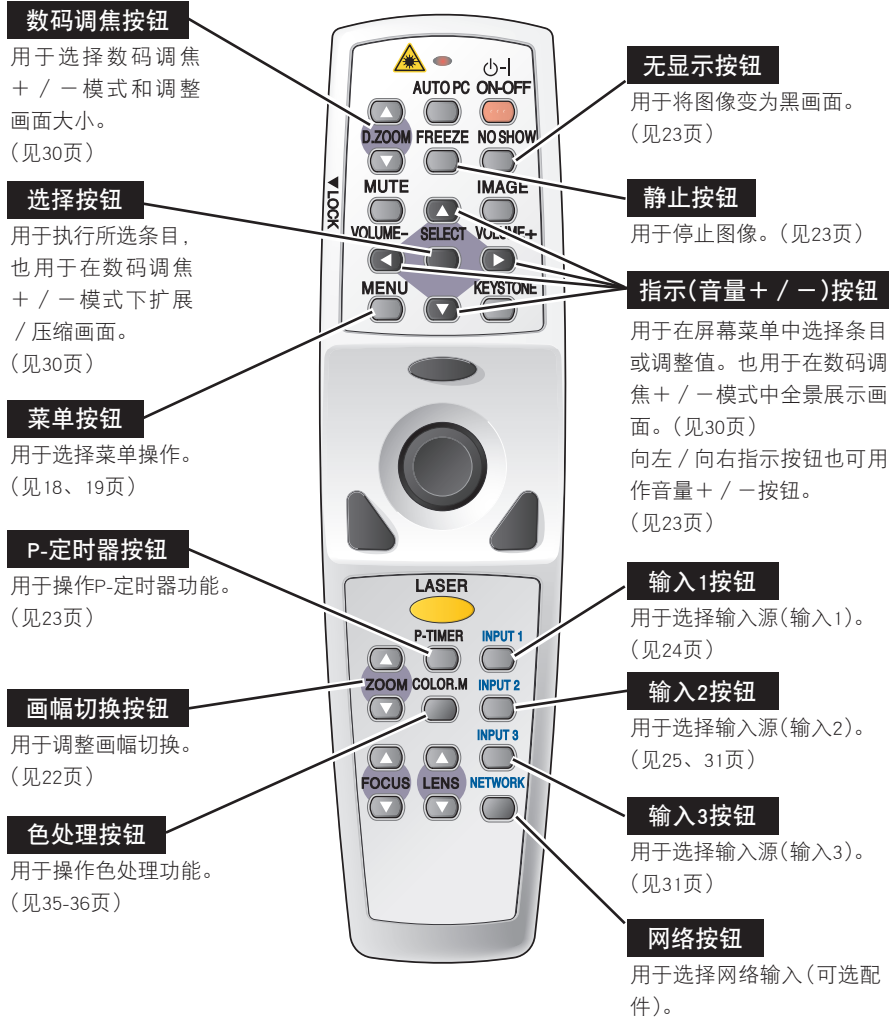 数码调焦按钮
用于选择数码调焦
＋／－模式和调整
画面大小。
（见30页）
选择按钮
用于执行所选条目，
也用于在数码调焦
＋／－模式下扩展
／压缩画面。
（见30页）
菜单按钮
用于选择菜单操作。
（见18、19页）
P-定时器按钮
用于操作P-定时器功能。
（见23页）
画幅切换按钮
用于调整画幅切换。
（见22页）
色处理按钮
用于操作色处理功能。
（见35-36页）
AUTO PC ON-OFF
D.ZOOM FREEZE NO SHOW
▼LOCK
MUTE IMAGE
VOLUME- SELECT VOLUME+
MENU KEYSTONE
LASER
P-TIMER INPUT 1
ZOOM COLOR.M INPUT 2
INPUT 3
FOCUS LENS NETWORK
无显示按钮
用于将图像变为黑画面。
（见23页）
静止按钮
用于停止图像。（见23页）
指示（音量＋／－）按钮
用于在屏幕菜单中选择条目
或调整值。也用于在数码调
焦＋／－模式中全景展示画
面。（见30页）
向左／向右指示按钮也可用
作音量＋／－按钮。
（见23页）
输入1按钮
用于选择输入源（输入1）。
（见24页）
输入2按钮
用于选择输入源（输入2）。
（见25、31页）
输入3按钮
用于选择输入源（输入3）。
（见31页）
网络按钮
用于选择网络输入（可选配
件）。